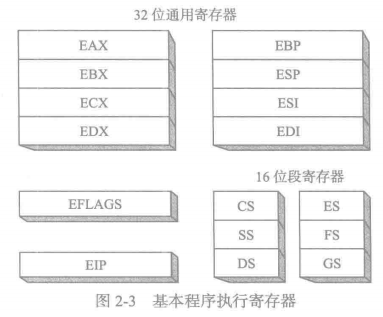 32 位通用寄存器
EAX EBP
EBX ESP
ECX ESI
EDX EDI
16 位段寄存器
EFLAGS CS ES
SS FS
EIP DS GS
图 2-3 基本程序执行寄存器